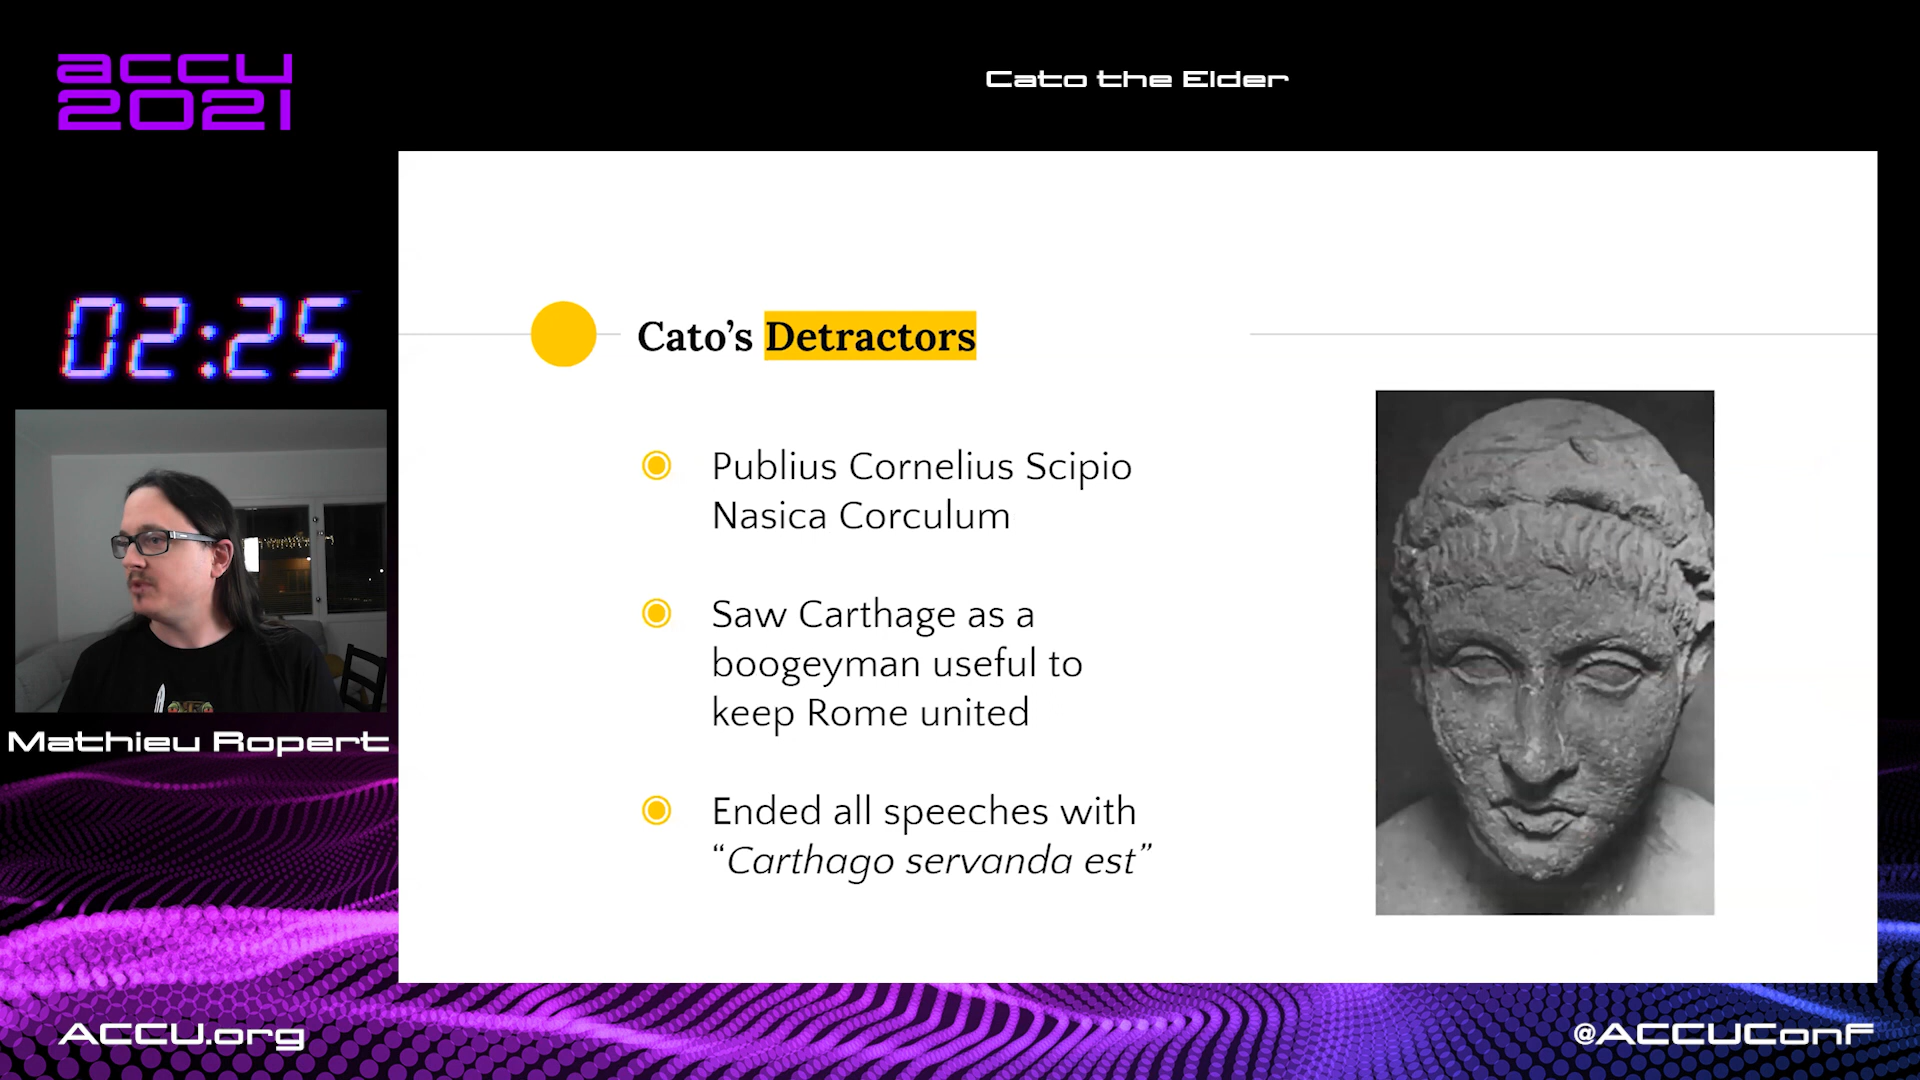 accu
2021
Cato the Elder
02:25
Cato’s Detractors
Publius Cornelius Scipio
Nasica Corculum
Saw Carthage as a
boogeyman useful to
keep Rome united
Ended all speeches with
“Carthago servanda est”
Mathieu Ropert
ACCU.org
@ACCUConf